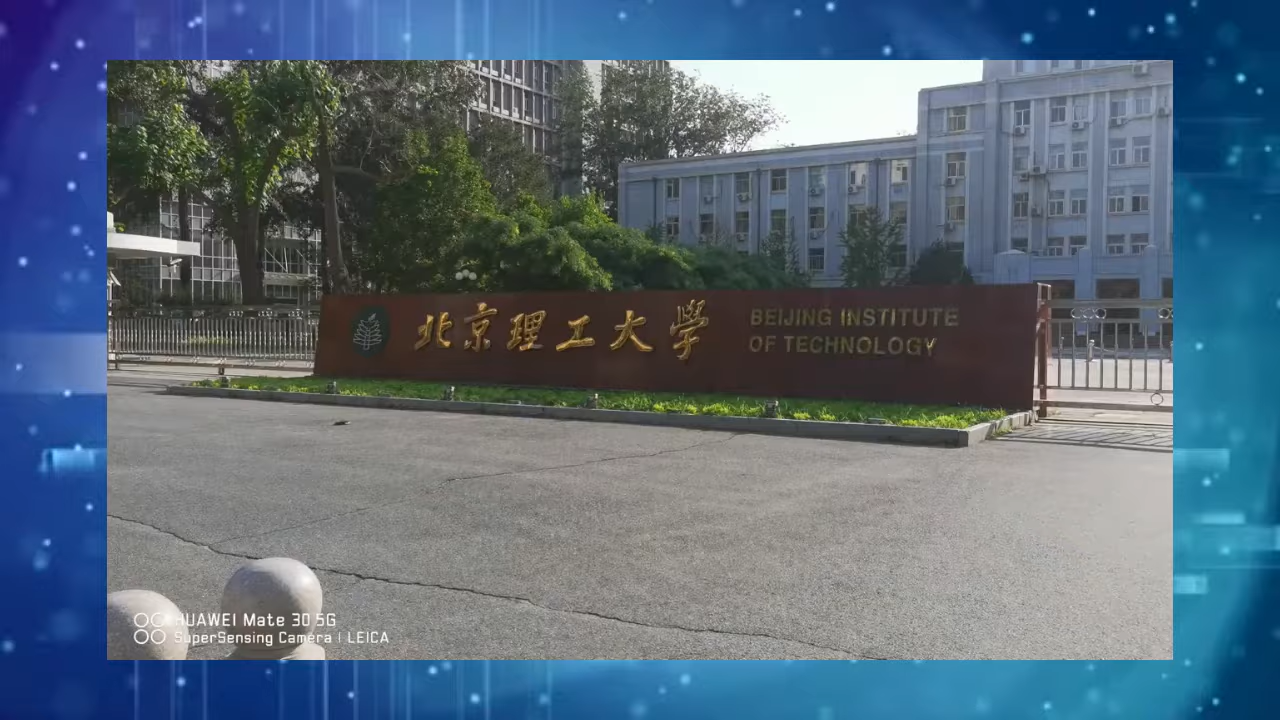 北京理工大學
BEIJING INSTITUTE
OF TECHNOLOGY
HUAWEI Mate 30 5G
SuperSensing Camera | LEICA